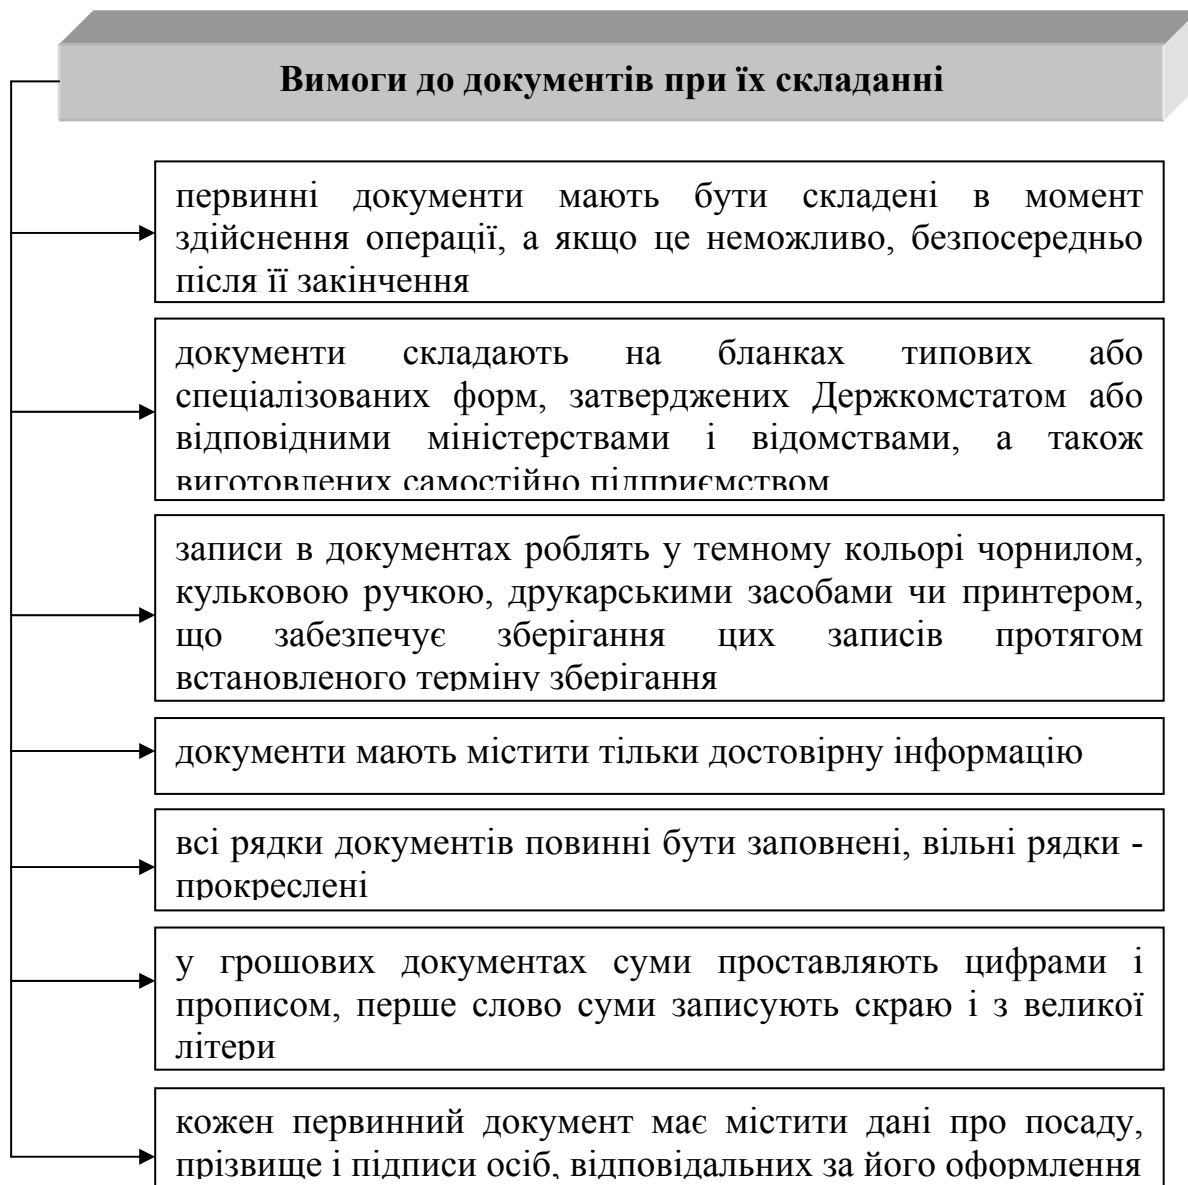 Вимоги до документів при їх складанні
первинні документи мають бути складені в момент
здійснення операції, а якщо це неможливо, безпосередньо
після її закінчення
документи складають на бланках типових або
спеціалізованих форм, затверджених Держкомстатом або
відповідними міністерствами і відомствами, а також
виготовлених самостійно підприємством
записи в документах роблять у темному кольорі чорнилом,
кульковою ручкою, друкарськими засобами чи принтером,
що забезпечує зберігання цих записів протягом
встановленого терміну зберігання
документи мають містити тільки достовірну інформацію
всі рядки документів повинні бути заповнені, вільні рядки -
прокреслені
у грошових документах суми проставляють цифрами і
прописом, перше слово суми записують скраю і з великої
літери
кожен первинний документ має містити дані про посаду,
прізвище і підписи осіб, відповідальних за його оформлення